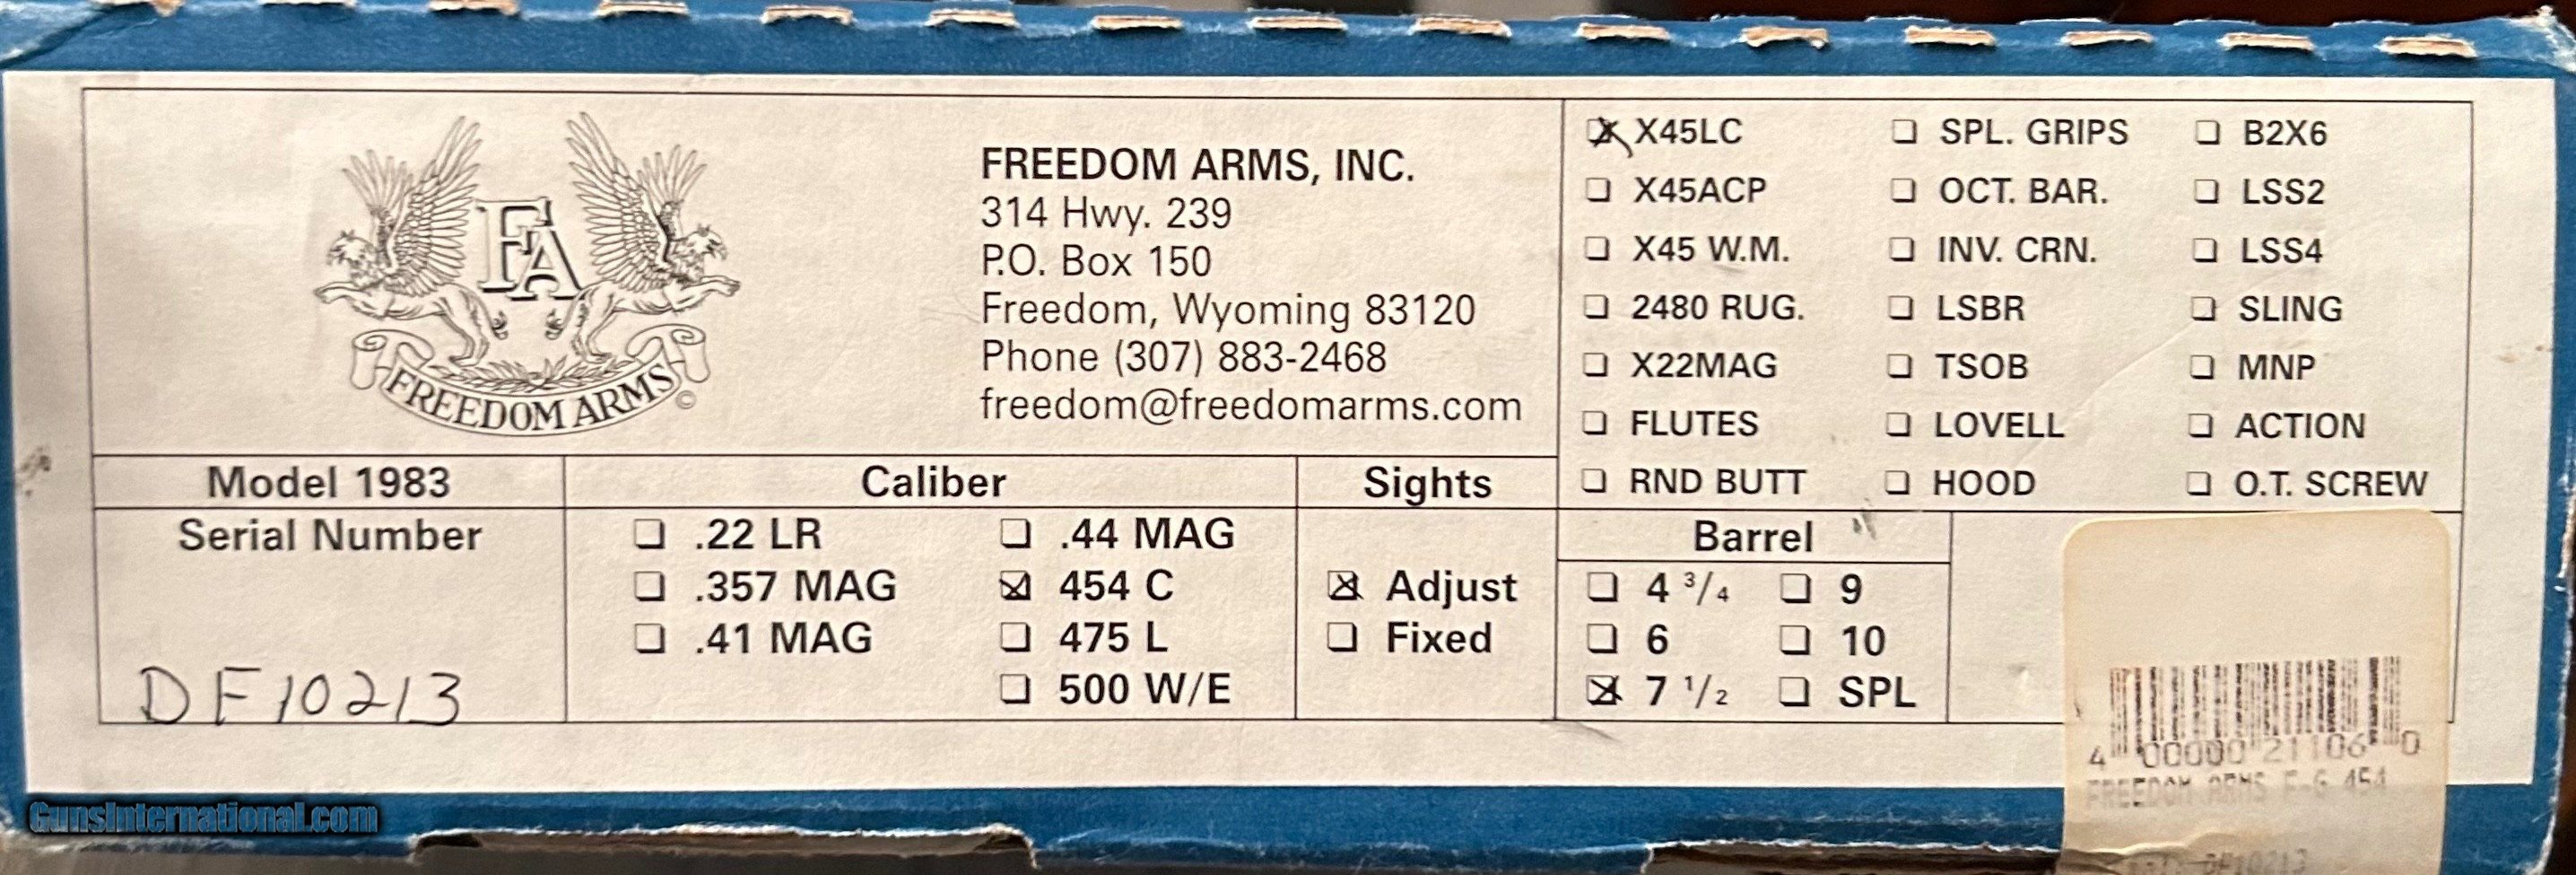 FA
FREEDOM ARMS
©
FREEDOM ARMS, INC.
314 Hwy. 239
P.O. Box 150
Freedom, Wyoming 83120
Phone (307) 883-2468
freedom@freedomarms.com
X45LC SPL. GRIPS B2X6
X45ACP OCT. BAR. LSS2
X45 W.M. INV. CRN. LSS4
2480 RUG. LSBR SLING
X22MAG TSOB MNP
FLUTES LOVELL ACTION
RND BUTT HOOD O.T. SCREW
Model 1983 Caliber Sights
Serial Number
DF10213
.22 LR .44 MAG
.357 MAG 454 C
.41 MAG 475 L
500 W/E
Adjust
Fixed
Barrel
4 3/4 9
6 10
7 1/2 SPL
4 00000 21106 0
FREEDOM ARMS F-G 454
DF10213
GunsInternational.com